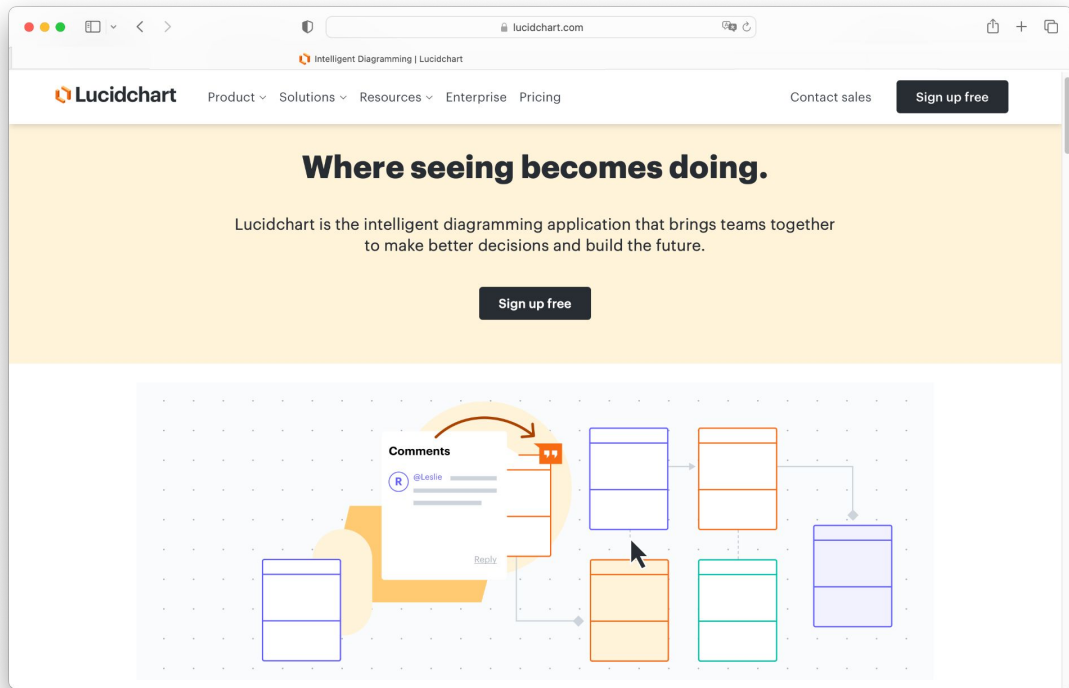 lucidchart.com
Intelligent Diagramming | Lucidchart
Lucidchart
Product Solutions Resources Enterprise Pricing
Contact sales
Sign up free
Where seeing becomes doing.
Lucidchart is the intelligent diagramming application that brings teams together
to make better decisions and build the future.
Sign up free
Comments
R @Leslie
Reply